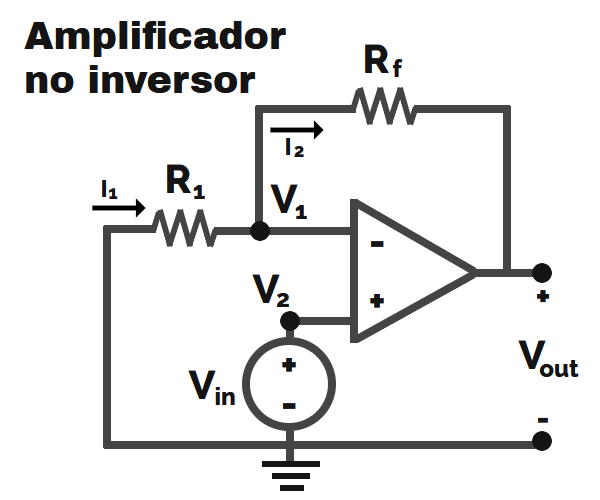 Amplificador
no inversor
Rf
I2
I1
R1
V1
-
V2
+
+
+
Vin
-
Vout
-